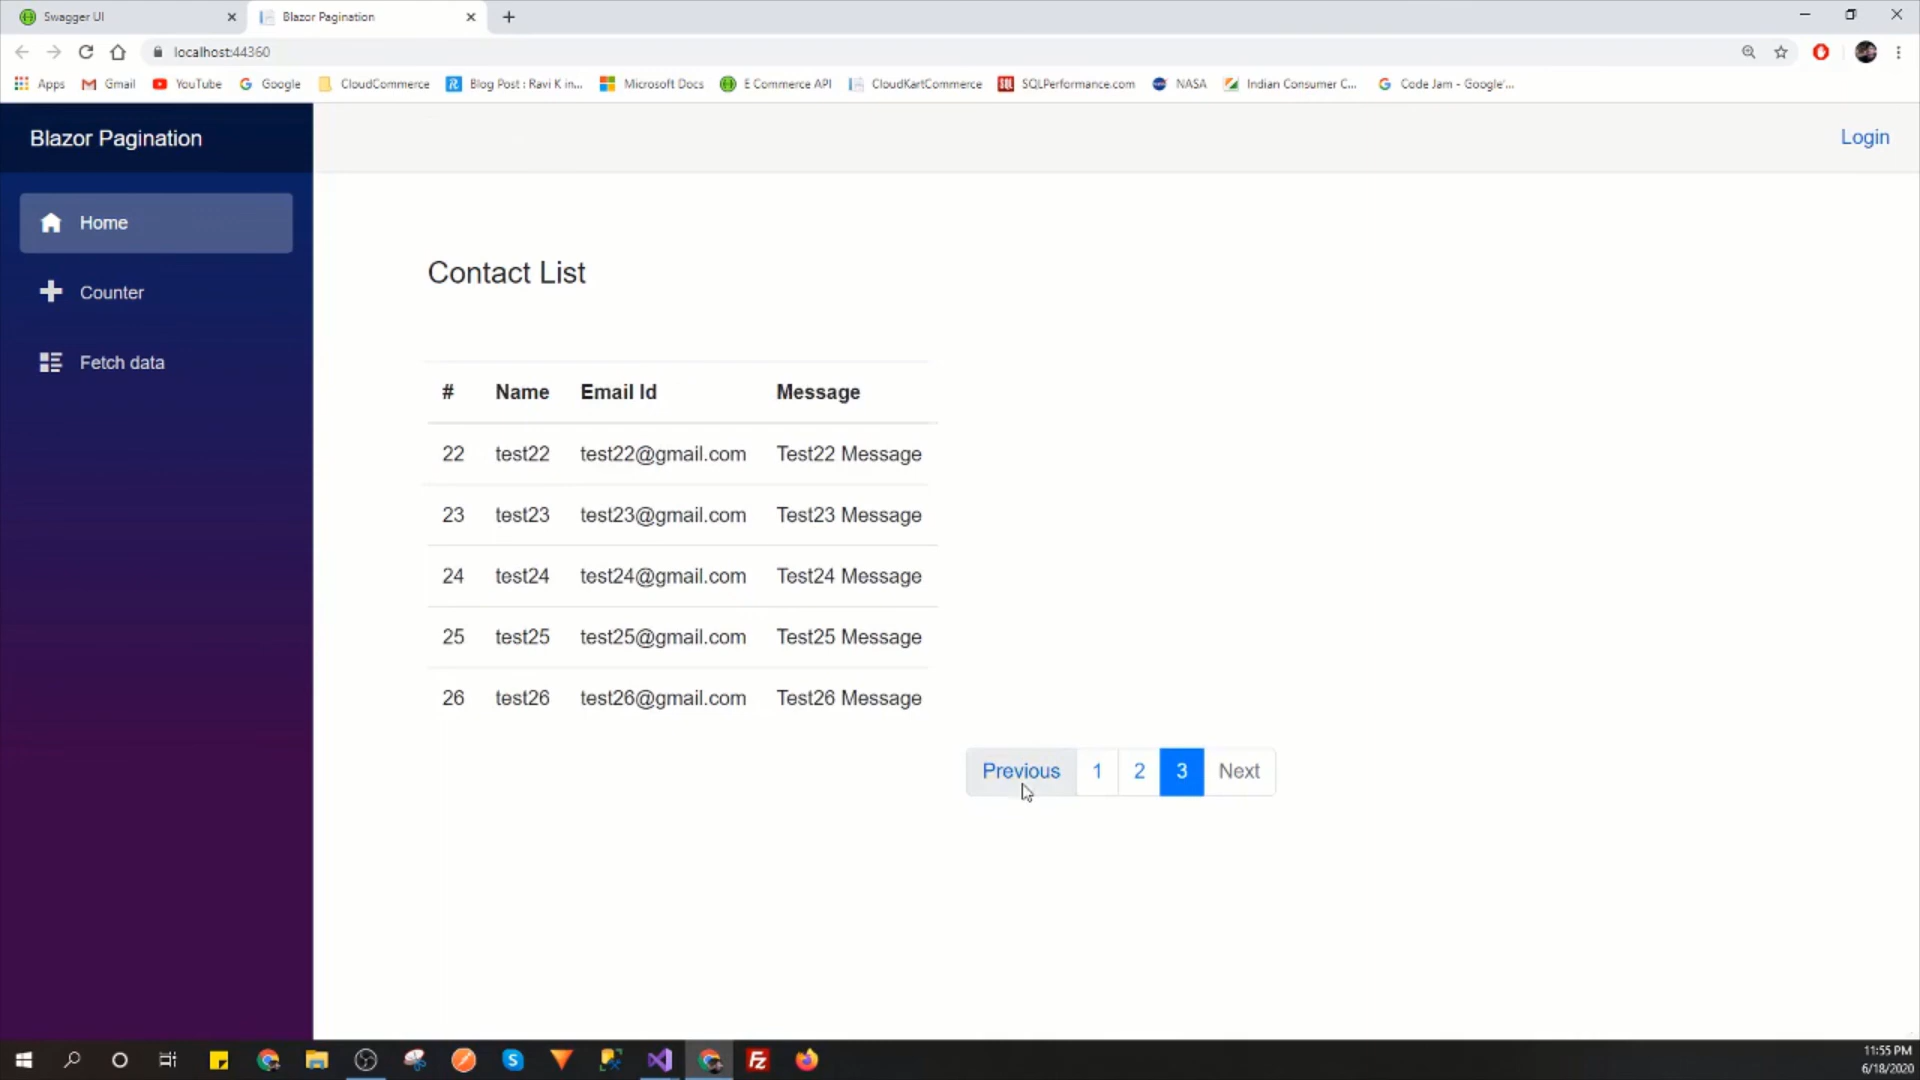 Swagger UI
Blazor Pagination
localhost:44360
Apps Gmail YouTube Google CloudCommerce Blog Post : Ravi K in... Microsoft Docs E Commerce API CloudKartCommerce SQLPerformance.com NASA Indian Consumer C... Code Jam - Google'...
Blazor Pagination
Login
Home
Counter
Fetch data
Contact List
# Name Email Id Message
22 test22 test22@gmail.com Test22 Message
23 test23 test23@gmail.com Test23 Message
24 test24 test24@gmail.com Test24 Message
25 test25 test25@gmail.com Test25 Message
26 test26 test26@gmail.com Test26 Message
Previous 1 2 3 Next
11:55 PM
6/18/2020